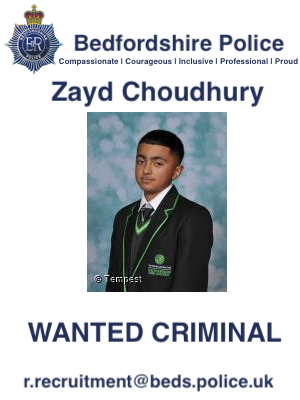 Bedfordshire Police
Compassionate | Courageous | Inclusive | Professional | Proud
Zayd Choudhury
© Tempest
WANTED CRIMINAL
r.recruitment@beds.police.uk